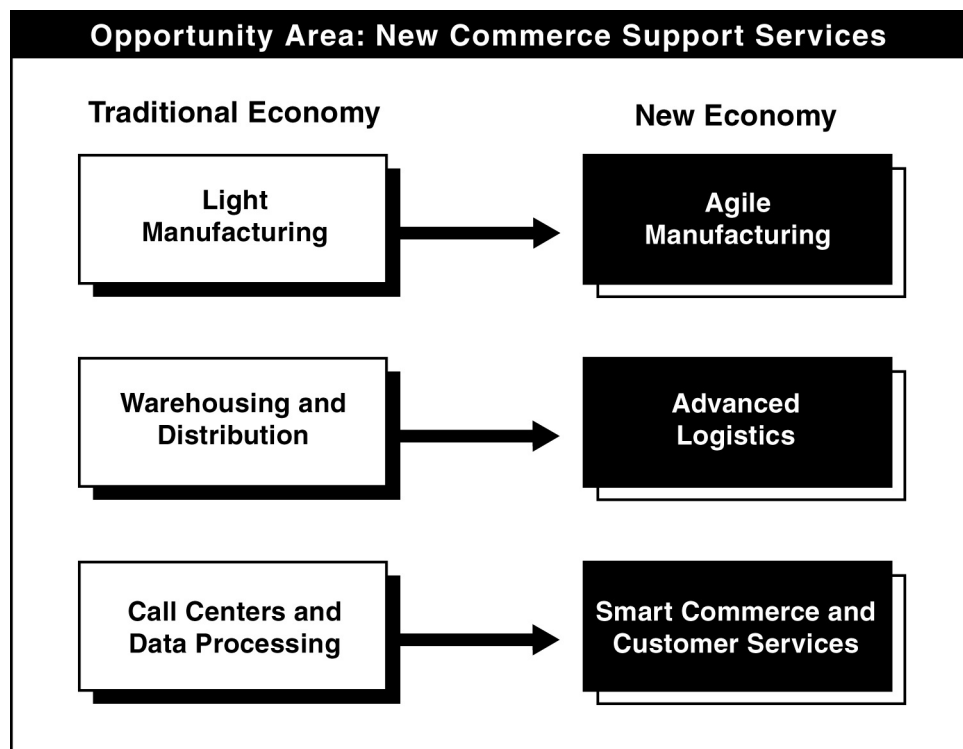 Opportunity Area: New Commerce Support Services
Traditional Economy
New Economy
Light
Manufacturing
Agile
Manufacturing
Warehousing and
Distribution
Advanced
Logistics
Call Centers and
Data Processing
Smart Commerce and
Customer Services